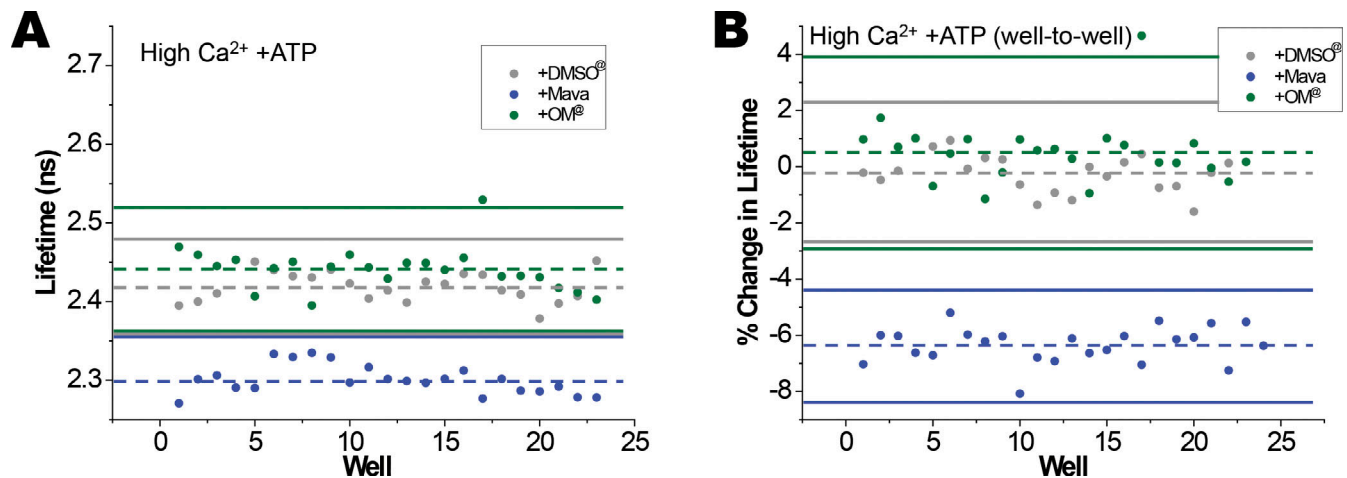 A
High Ca²⁺ +ATP
+DMSO@
+Mava
+OM@
Lifetime (ns)
2.7
2.6
2.5
2.4
2.3
0
5
10
15
20
25
Well
B
High Ca²⁺ +ATP (well-to-well)
+DMSO@
+Mava
+OM@
% Change in Lifetime
4
2
0
-2
-4
-6
-8
0
5
10
15
20
25
Well